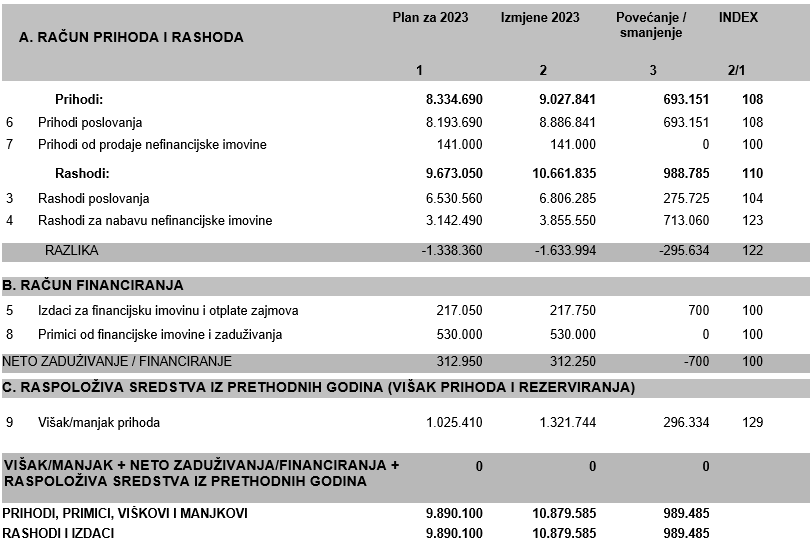 Plan za 2023 Izmjene 2023 Povećanje / INDEX
A. RAČUN PRIHODA I RASHODA smanjenje
1 2 3 2/1
Prihodi: 8.334.690 9.027.841 693.151 108
6 Prihodi poslovanja 8.193.690 8.886.841 693.151 108
7 Prihodi od prodaje nefinancijske imovine 141.000 141.000 0 100
Rashodi: 9.673.050 10.661.835 988.785 110
3 Rashodi poslovanja 6.530.560 6.806.285 275.725 104
4 Rashodi za nabavu nefinancijske imovine 3.142.490 3.855.550 713.060 123
RAZLIKA -1.338.360 -1.633.994 -295.634 122
B. RAČUN FINANCIRANJA
5 Izdaci za financijsku imovinu i otplate zajmova 217.050 217.750 700 100
8 Primici od financijske imovine i zaduživanja 530.000 530.000 0 100
NETO ZADUŽIVANJE / FINANCIRANJE 312.950 312.250 -700 100
C. RASPOLOŽIVA SREDSTVA IZ PRETHODNIH GODINA (VIŠAK PRIHODA I REZERVIRANJA)
9 Višak/manjak prihoda 1.025.410 1.321.744 296.334 129
VIŠAK/MANJAK + NETO ZADUŽIVANJA/FINANCIRANJA + 0 0 0
RASPOLOŽIVA SREDSTVA IZ PRETHODNIH GODINA
PRIHODI, PRIMICI, VIŠKOVI I MANJKOVI 9.890.100 10.879.585 989.485
RASHODI I IZDACI 9.890.100 10.879.585 989.485